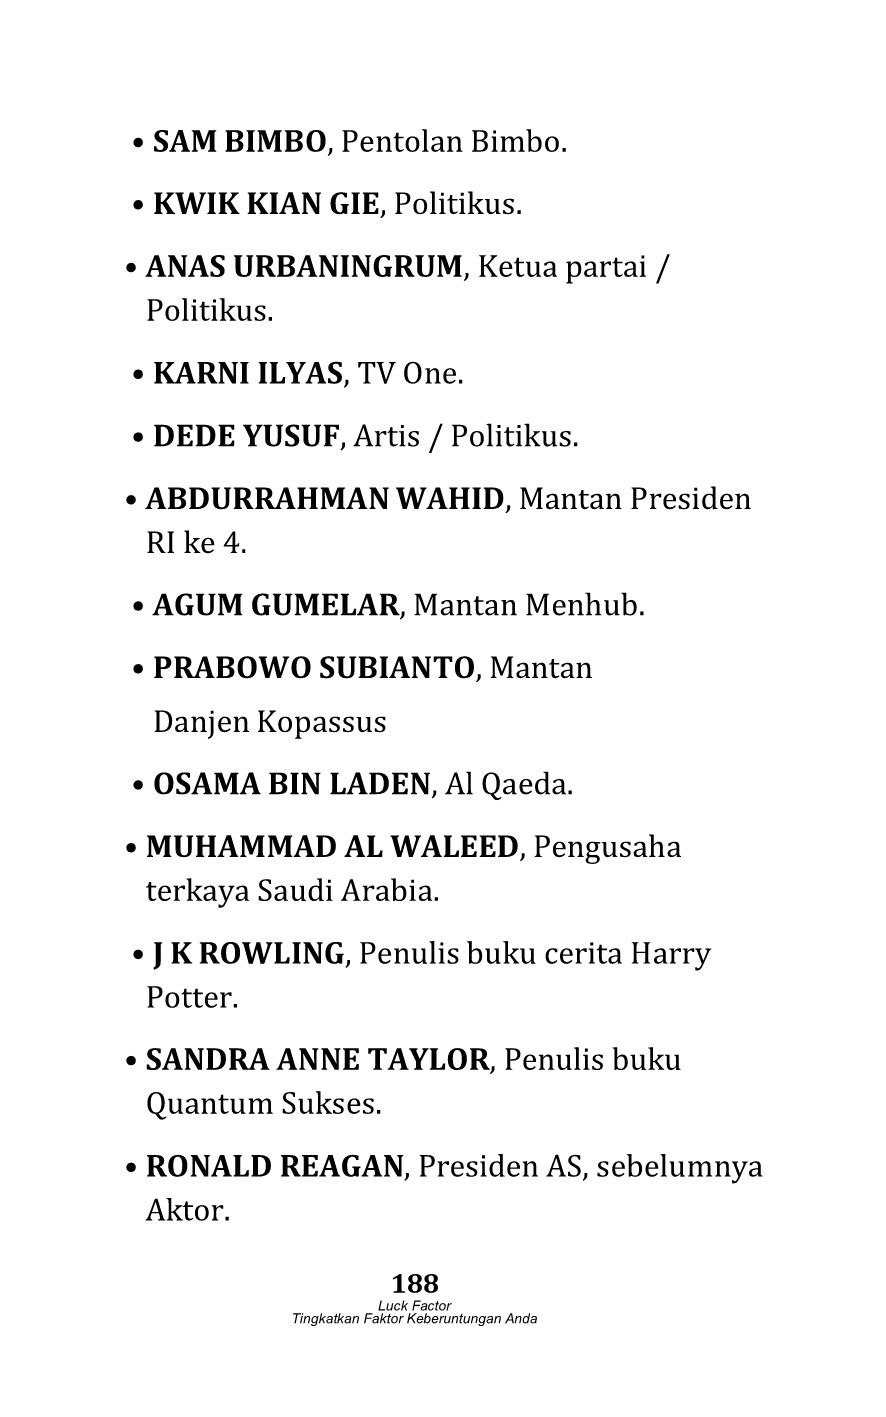 • SAM BIMBO, Pentolan Bimbo.
• KWIK KIAN GIE, Politikus.
• ANAS URBANINGRUM, Ketua partai /
Politikus.
• KARNI ILYAS, TV One.
• DEDE YUSUF, Artis / Politikus.
• ABDURRAHMAN WAHID, Mantan Presiden
RI ke 4.
• AGUM GUMELAR, Mantan Menhub.
• PRABOWO SUBIANTO, Mantan
Danjen Kopassus
• OSAMA BIN LADEN, Al Qaeda.
• MUHAMMAD AL WALEED, Pengusaha
terkaya Saudi Arabia.
• J K ROWLING, Penulis buku cerita Harry
Potter.
• SANDRA ANNE TAYLOR, Penulis buku
Quantum Sukses.
• RONALD REAGAN, Presiden AS, sebelumnya
Aktor.
188
Luck Factor
Tingkatkan Faktor Keberuntungan Anda